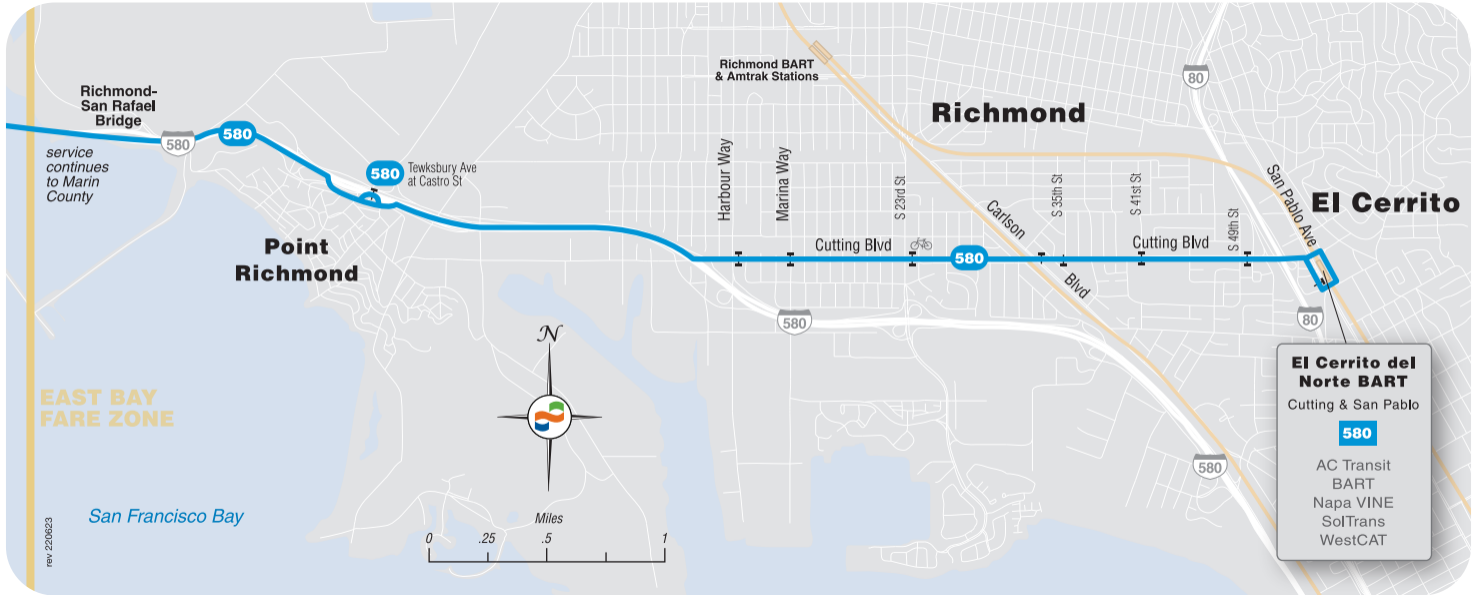 Richmond-
San Rafael
Bridge
580
580
service
continues
to Marin
County
580
Tewksbury Ave
at Castro St
Point
Richmond
Richmond BART
& Amtrak Stations
Richmond
80
San Pablo Ave
El Cerrito
Harbour Way
Marina Way
S 23rd St
Carlson
Blvd
S 35th St
S 41st St
S 49th St
Cutting Blvd
580
Cutting Blvd
580
80
580
El Cerrito del
Norte BART
Cutting & San Pablo
580
AC Transit
BART
Napa VINE
SolTrans
WestCAT
EAST BAY
FARE ZONE
N
San Francisco Bay
Miles
0 .25 .5 1
rev 220623